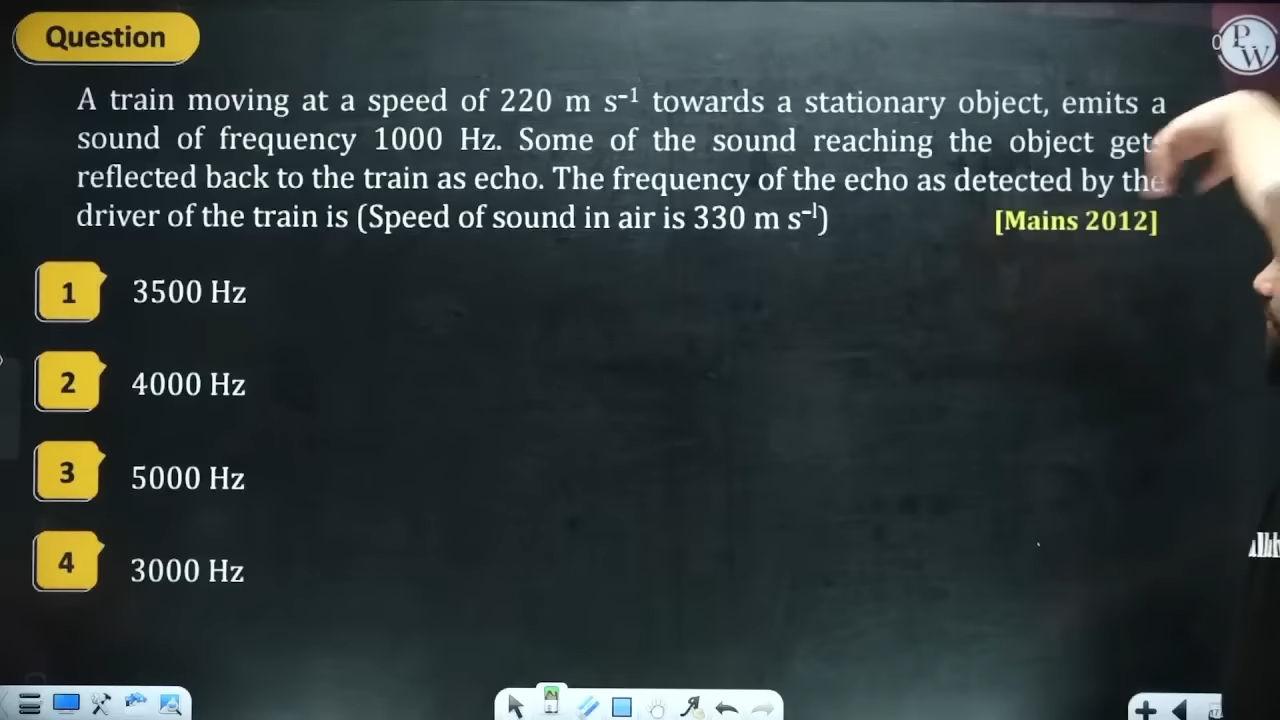 Question
A train moving at a speed of 220 m s⁻¹ towards a stationary object, emits a
sound of frequency 1000 Hz. Some of the sound reaching the object gets
reflected back to the train as echo. The frequency of the echo as detected by the
driver of the train is (Speed of sound in air is 330 m s⁻¹)
[Mains 2012]
1 3500 Hz
2 4000 Hz
3 5000 Hz
4 3000 Hz
PW